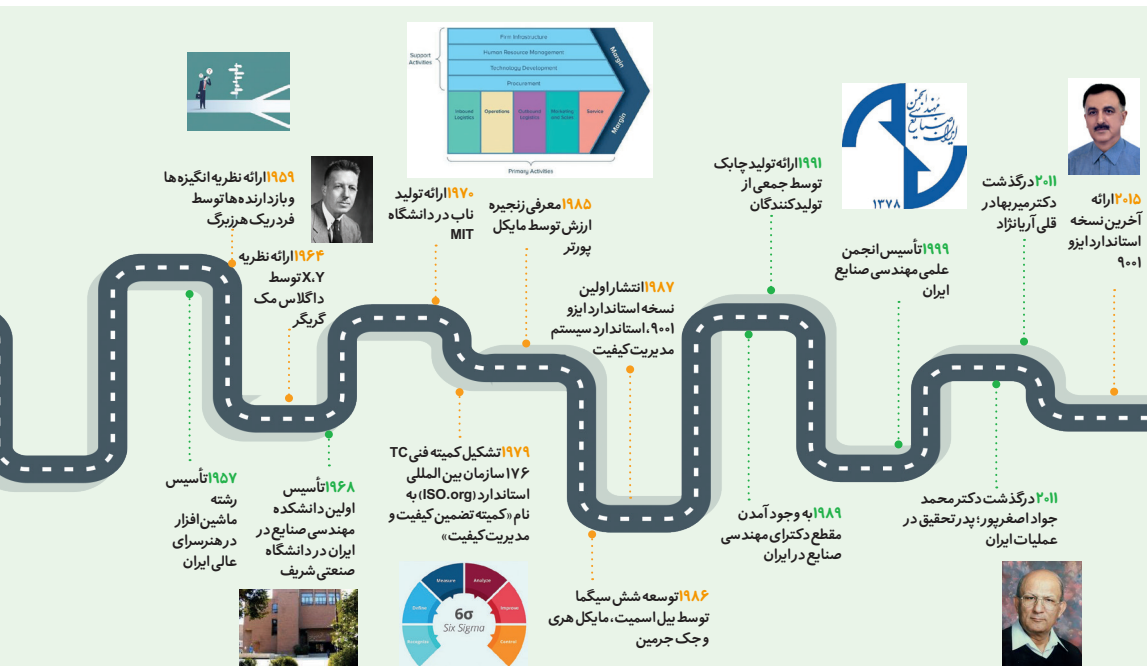 Support
Activities
Firm Infrastructure
Human Resource Management
Technology Development
Procurement
Margin
Inbound
Logistics
Operations
Outbound
Logistics
Marketing
and Sales
Service
Margin
Primary Activities
۱۹۵۷تأسیس
رشته
ماشین‌افزار
در هنرسرای
عالی ایران
۱۹۵۹ارائه نظریه انگیزه‌ها
و بازدارنده‌ها توسط
فردریک هرزبرگ
۱۹۶۴ارائه نظریه
X،Y توسط
داگلاس مک
گریگر
۱۹۶۸تأسیس
اولین دانشکده
مهندسی صنایع در
ایران در دانشگاه
صنعتی شریف
۱۹۷۰ارائه تولید
ناب در دانشگاه
MIT
۱۹۷۹تشکیل کمیته فنی TC
۱۷۶ سازمان بین المللی
استاندارد (ISO.org) به
نام «کمیته تضمین کیفیت و
مدیریت کیفیت»
Recognize
Define
Measure
Analyze
Improve
Control
6σ
Six Sigma
۱۹۸۵معرفی زنجیره
ارزش توسط مایکل
پورتر
۱۹۸۶توسعه شش سیگما
توسط بیل اسمیت، مایکل هری
و جک جرمین
۱۹۸۷انتشار اولین
نسخه استاندارد ایزو
۹۰۰۱، استاندارد سیستم
مدیریت کیفیت
۱۹۸۹به وجود آمدن
مقطع دکترای مهندسی
صنایع در ایران
۱۹۹۱ارائه تولید چابک
توسط جمعی از
تولیدکنندگان
انجمن
مهندسی
صنایع
ایران
۱۳۷۸
۱۹۹۹تأسیس انجمن
علمی مهندسی صنایع
ایران
۲۰۱۱درگذشت
دکتر میربهادر
قلی آریانژاد
۲۰۱۱درگذشت دکتر محمد
جواد اصغرپور؛ پدر تحقیق در
عملیات ایران
۲۰۱۵ارائه
آخرین نسخه
استاندارد ایزو
۹۰۰۱